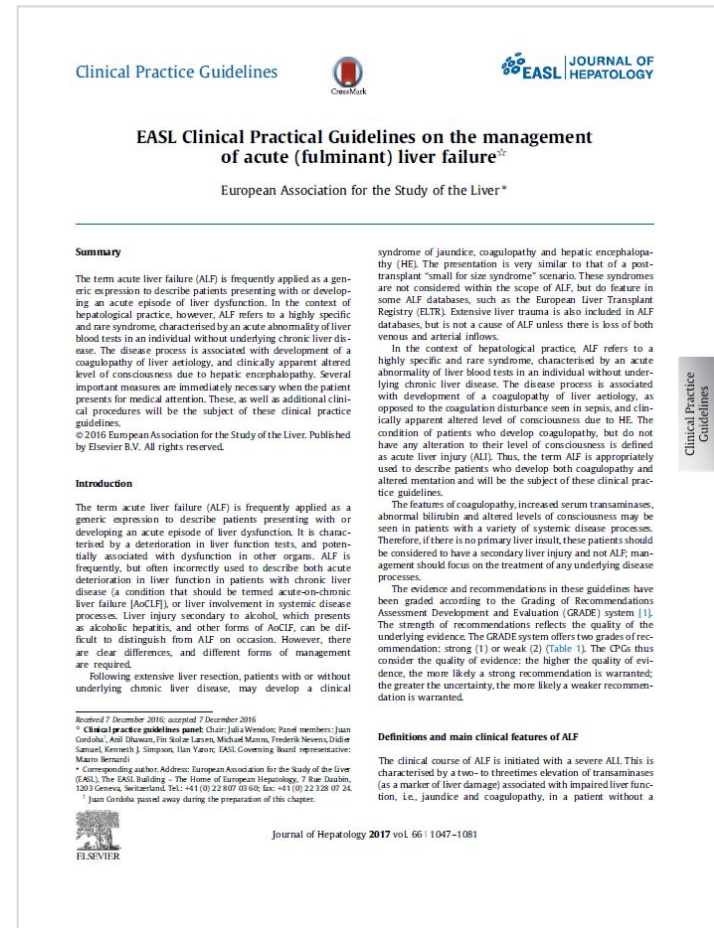 Clinical Practice Guidelines
CrossMark
EASL JOURNAL OF
HEPATOLOGY
EASL Clinical Practical Guidelines on the management
of acute (fulminant) liver failure☆
European Association for the Study of the Liver*
Summary
The term acute liver failure (ALF) is frequently applied as a gen-
eric expression to describe patients presenting with or develop-
ing an acute episode of liver dysfunction. In the context of
hepatological practice, however, ALF refers to a highly specific
and rare syndrome, characterised by an acute abnormality of liver
blood tests in an individual without underlying chronic liver dis-
ease. The disease process is associated with development of a
coagulopathy of liver aetiology, and clinically apparent altered
level of consciousness due to hepatic encephalopathy. Several
important measures are immediately necessary when the patient
presents for medical attention. These, as well as additional clini-
cal procedures will be the subject of these clinical practice
guidelines.
© 2016 European Association for the Study of the Liver. Published
by Elsevier B.V. All rights reserved.
Introduction
The term acute liver failure (ALF) is frequently applied as a
generic expression to describe patients presenting with or
developing an acute episode of liver dysfunction. It is charac-
terised by a deterioration in liver function tests, and poten-
tially associated with dysfunction in other organs. ALF is
frequently, but often incorrectly used to describe both acute
deterioration in liver function in patients with chronic liver
disease (a condition that should be termed acute-on-chronic
liver failure [AoCLF]), or liver involvement in systemic disease
processes. Liver injury secondary to alcohol, which presents
as alcoholic hepatitis, and other forms of AoCLF, can be dif-
ficult to distinguish from ALF on occasion. However, there
are clear differences, and different forms of management
are required.
Following extensive liver resection, patients with or without
underlying chronic liver disease, may develop a clinical
syndrome of jaundice, coagulopathy and hepatic encephalopa-
thy (HE). The presentation is very similar to that of a post-
transplant "small for size syndrome" scenario. These syndromes
are not considered within the scope of ALF, but do feature in
some ALF databases, such as the European Liver Transplant
Registry (ELTR). Extensive liver trauma is also included in ALF
databases, but is not a cause of ALF unless there is loss of both
venous and arterial inflows.
In the context of hepatological practice, ALF refers to a
highly specific and rare syndrome, characterised by an acute
abnormality of liver blood tests in an individual without under-
lying chronic liver disease. The disease process is associated
with development of a coagulopathy of liver aetiology, as
opposed to the coagulation disturbance seen in sepsis, and clin-
ically apparent altered level of consciousness due to HE. The
condition of patients who develop coagulopathy, but do not
have any alteration to their level of consciousness is defined
as acute liver injury (ALI). Thus, the term ALF is appropriately
used to describe patients who develop both coagulopathy and
altered mentation and will be the subject of these clinical prac-
tice guidelines.
The features of coagulopathy, increased serum transaminases,
abnormal bilirubin and altered levels of consciousness may be
seen in patients with a variety of systemic disease processes.
Therefore, if there is no primary liver insult, these patients should
be considered to have a secondary liver injury and not ALF; man-
agement should focus on the treatment of any underlying disease
processes.
The evidence and recommendations in these guidelines have
been graded according to the Grading of Recommendations
Assessment Development and Evaluation (GRADE) system [1].
The strength of recommendations reflects the quality of the
underlying evidence. The GRADE system offers two grades of rec-
ommendation: strong (1) or weak (2) (Table 1). The CPGs thus
consider the quality of evidence: the higher the quality of evi-
dence, the more likely a strong recommendation is warranted;
the greater the uncertainty, the more likely a weaker recommen-
dation is warranted.
Definitions and main clinical features of ALF
The clinical course of ALF is initiated with a severe ALI. This is
characterised by a two- to threetimes elevation of transaminases
(as a marker of liver damage) associated with impaired liver func-
tion, i.e., jaundice and coagulopathy, in a patient without a
Clinical Practice
Guidelines
Received 7 December 2016; accepted 7 December 2016
☆ Clinical practice guidelines panel: Chair: Julia Wendon; Panel members: Juan
Cordoba¹, Anil Dhawan, Fin Stolze Larsen, Michael Manns, Frederik Nevens, Didier
Samuel, Kenneth J. Simpson, Ilan Yaron; EASL Governing Board representative:
Mauro Bernardi
* Corresponding author. Address: European Association for the Study of the Liver
(EASL), The EASL Building – The Home of European Hepatology, 7 Rue Daubin,
1203 Geneva, Switzerland. Tel.: +41 (0) 22 807 03 60; fax: +41 (0) 22 328 07 24.
¹ Juan Cordoba passed away during the preparation of this chapter.
ELSEVIER
Journal of Hepatology 2017 vol. 66 | 1047–1081